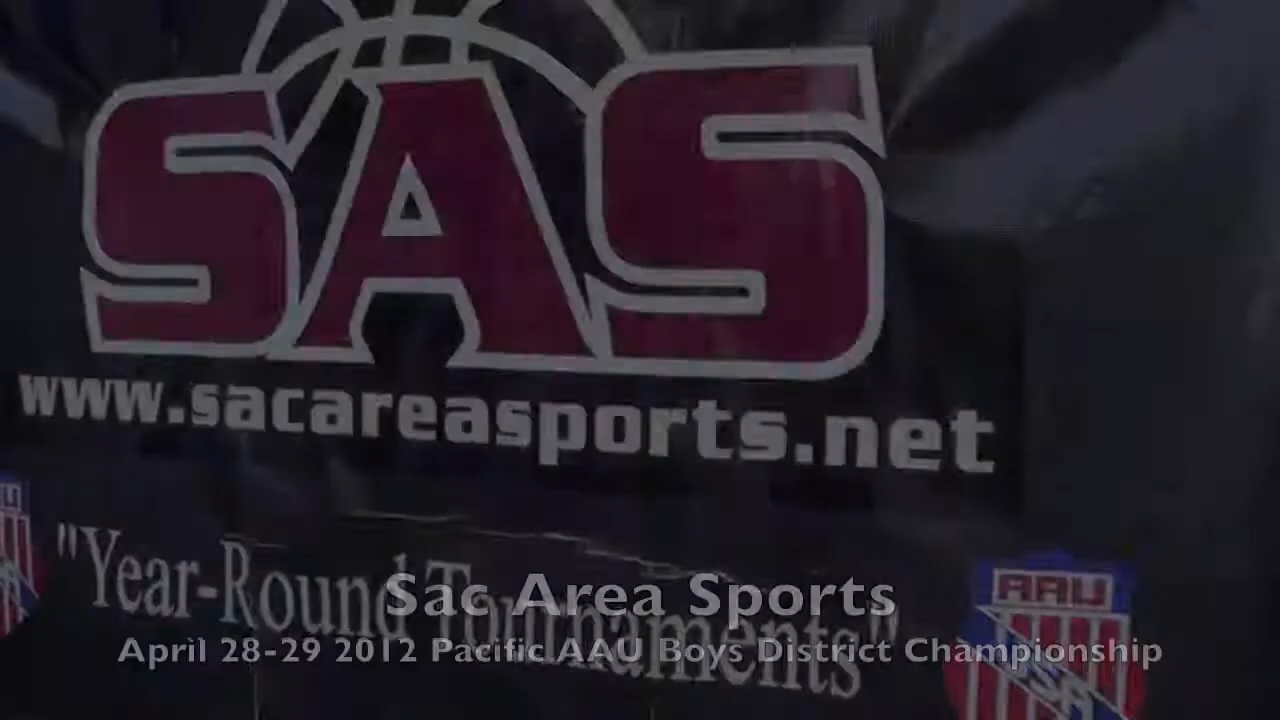 SAS
www.sacareasports.net
"Year-Round Tournaments"
Sac Area Sports
April 28-29 2012 Pacific AAU Boys District Championship
AAU
USA